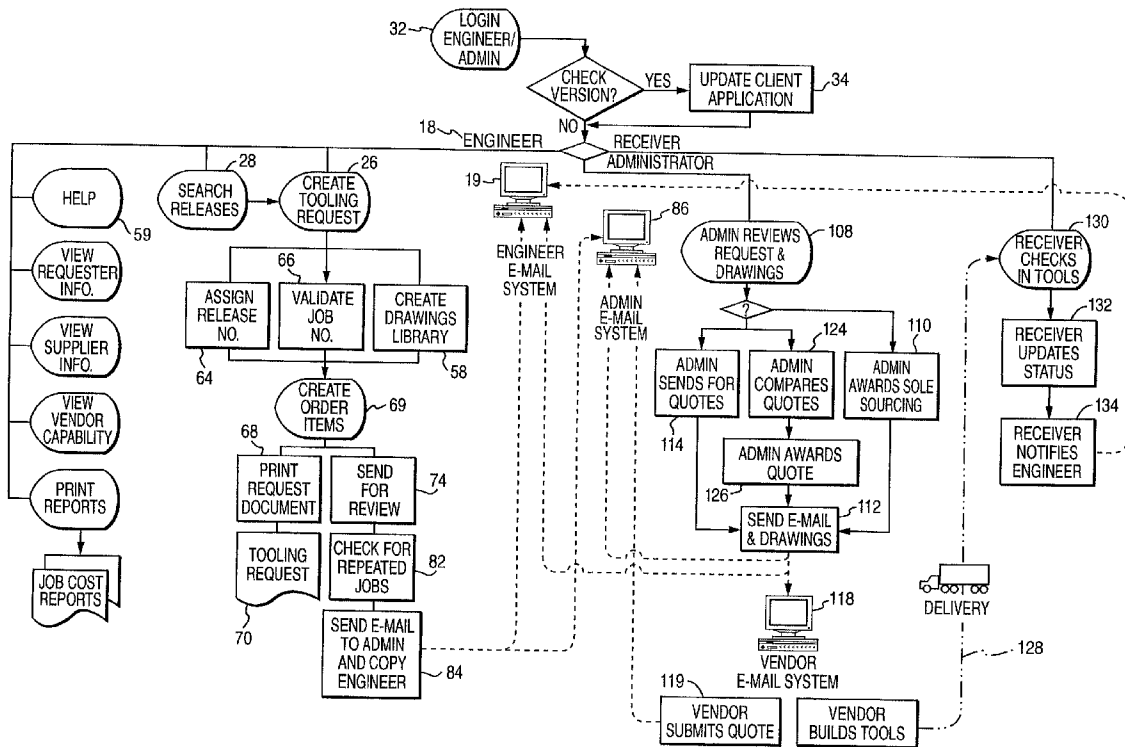 32
LOGIN
ENGINEER/
ADMIN
CHECK
VERSION?
YES
UPDATE CLIENT
APPLICATION
34
NO
18
ENGINEER
RECEIVER
ADMINISTRATOR
HELP
59
VIEW
REQUESTER
INFO.
VIEW
SUPPLIER
INFO.
VIEW
VENDOR
CAPABILITY
PRINT
REPORTS
JOB COST
REPORTS
28
SEARCH
RELEASES
26
CREATE
TOOLING
REQUEST
ASSIGN
RELEASE
NO.
64
66
VALIDATE
JOB
NO.
CREATE
DRAWINGS
LIBRARY
58
CREATE
ORDER
ITEMS
69
68
PRINT
REQUEST
DOCUMENT
SEND
FOR
REVIEW
74
TOOLING
REQUEST
70
CHECK FOR
REPEATED
JOBS
82
SEND E-MAIL
TO ADMIN
AND COPY
ENGINEER
84
19
ENGINEER
E-MAIL
SYSTEM
86
ADMIN
E-MAIL
SYSTEM
ADMIN REVIEWS
REQUEST &
DRAWINGS
108
?
ADMIN
SENDS FOR
QUOTES
114
124
ADMIN
COMPARES
QUOTES
110
ADMIN
AWARDS SOLE
SOURCING
ADMIN AWARDS
QUOTE
126
112
SEND E-MAIL
& DRAWINGS
118
VENDOR
E-MAIL SYSTEM
119
VENDOR
SUBMITS QUOTE
VENDOR
BUILDS TOOLS
128
DELIVERY
130
RECEIVER
CHECKS
IN TOOLS
132
RECEIVER
UPDATES
STATUS
134
RECEIVER
NOTIFIES
ENGINEER